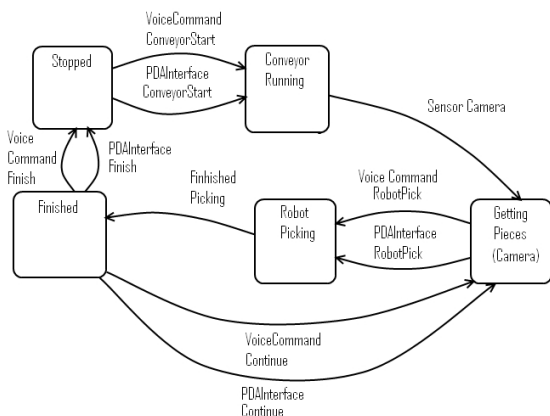 VoiceCommand
ConveyorStart
Stopped
Conveyor
Running
PDAInterface
ConveyorStart
Sensor Camera
Voice
Command
Finish
PDAInterface
Finish
Finhished
Picking
Voice Command
RobotPick
Finished
Robot
Picking
PDAInterface
RobotPick
Getting
Pieces
(Camera)
VoiceCommand
Continue
PDAInterface
Continue